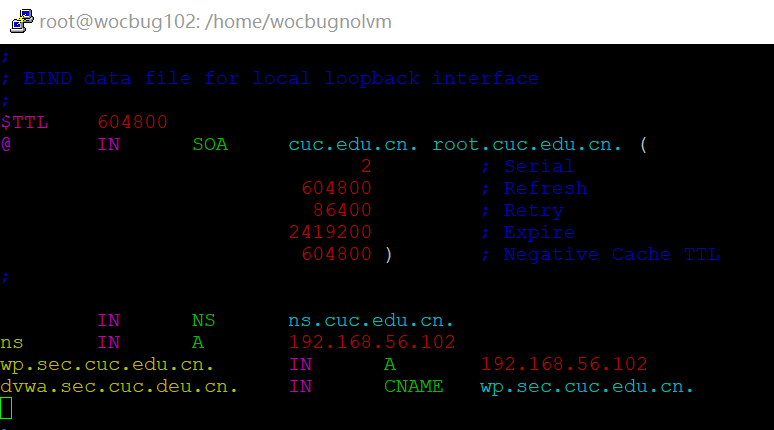 root@wocbug102: /home/wocbugnolvm
;
; BIND data file for local loopback interface
;
$TTL 604800
@ IN SOA cuc.edu.cn. root.cuc.edu.cn. (
2 ; Serial
604800 ; Refresh
86400 ; Retry
2419200 ; Expire
604800 ) ; Negative Cache TTL
;
IN NS ns.cuc.edu.cn.
ns IN A 192.168.56.102
wp.sec.cuc.edu.cn. IN A 192.168.56.102
dvwa.sec.cuc.deu.cn. IN CNAME wp.sec.cuc.edu.cn.